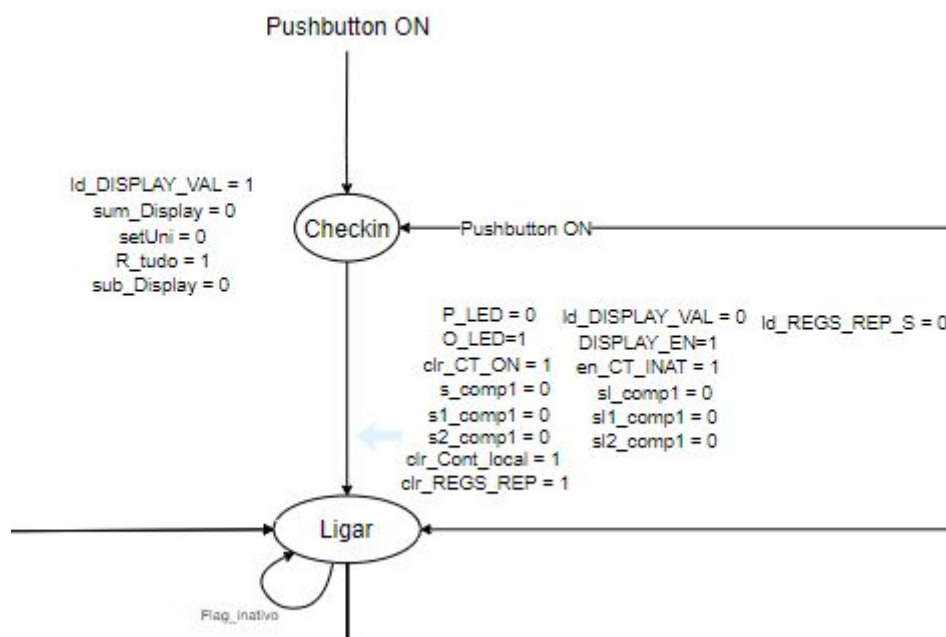 Pushbutton ON
ld_DISPLAY_VAL = 1
sum_Display = 0
setUni = 0
R_tudo = 1
sub_Display = 0
Checkin
Pushbutton ON
P_LED = 0
O_LED=1
clr_CT_ON = 1
s_comp1 = 0
s1_comp1 = 0
s2_comp1 = 0
clr_Cont_local = 1
clr_REGS_REP = 1
ld_DISPLAY_VAL = 0
DISPLAY_EN=1
en_CT_INAT = 1
sl_comp1 = 0
sl1_comp1 = 0
sl2_comp1 = 0
ld_REGS_REP_S = 0
Ligar
Flag_inativo